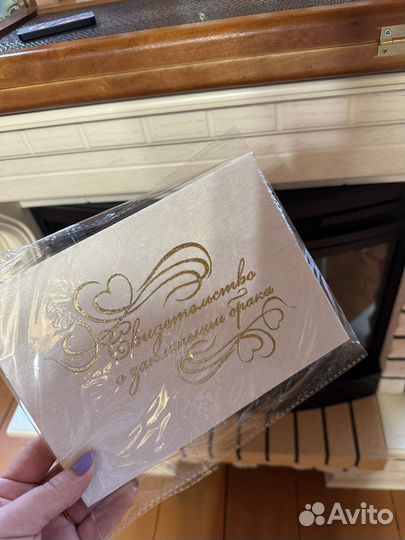 Свидетельство
о заключении брака
Avito